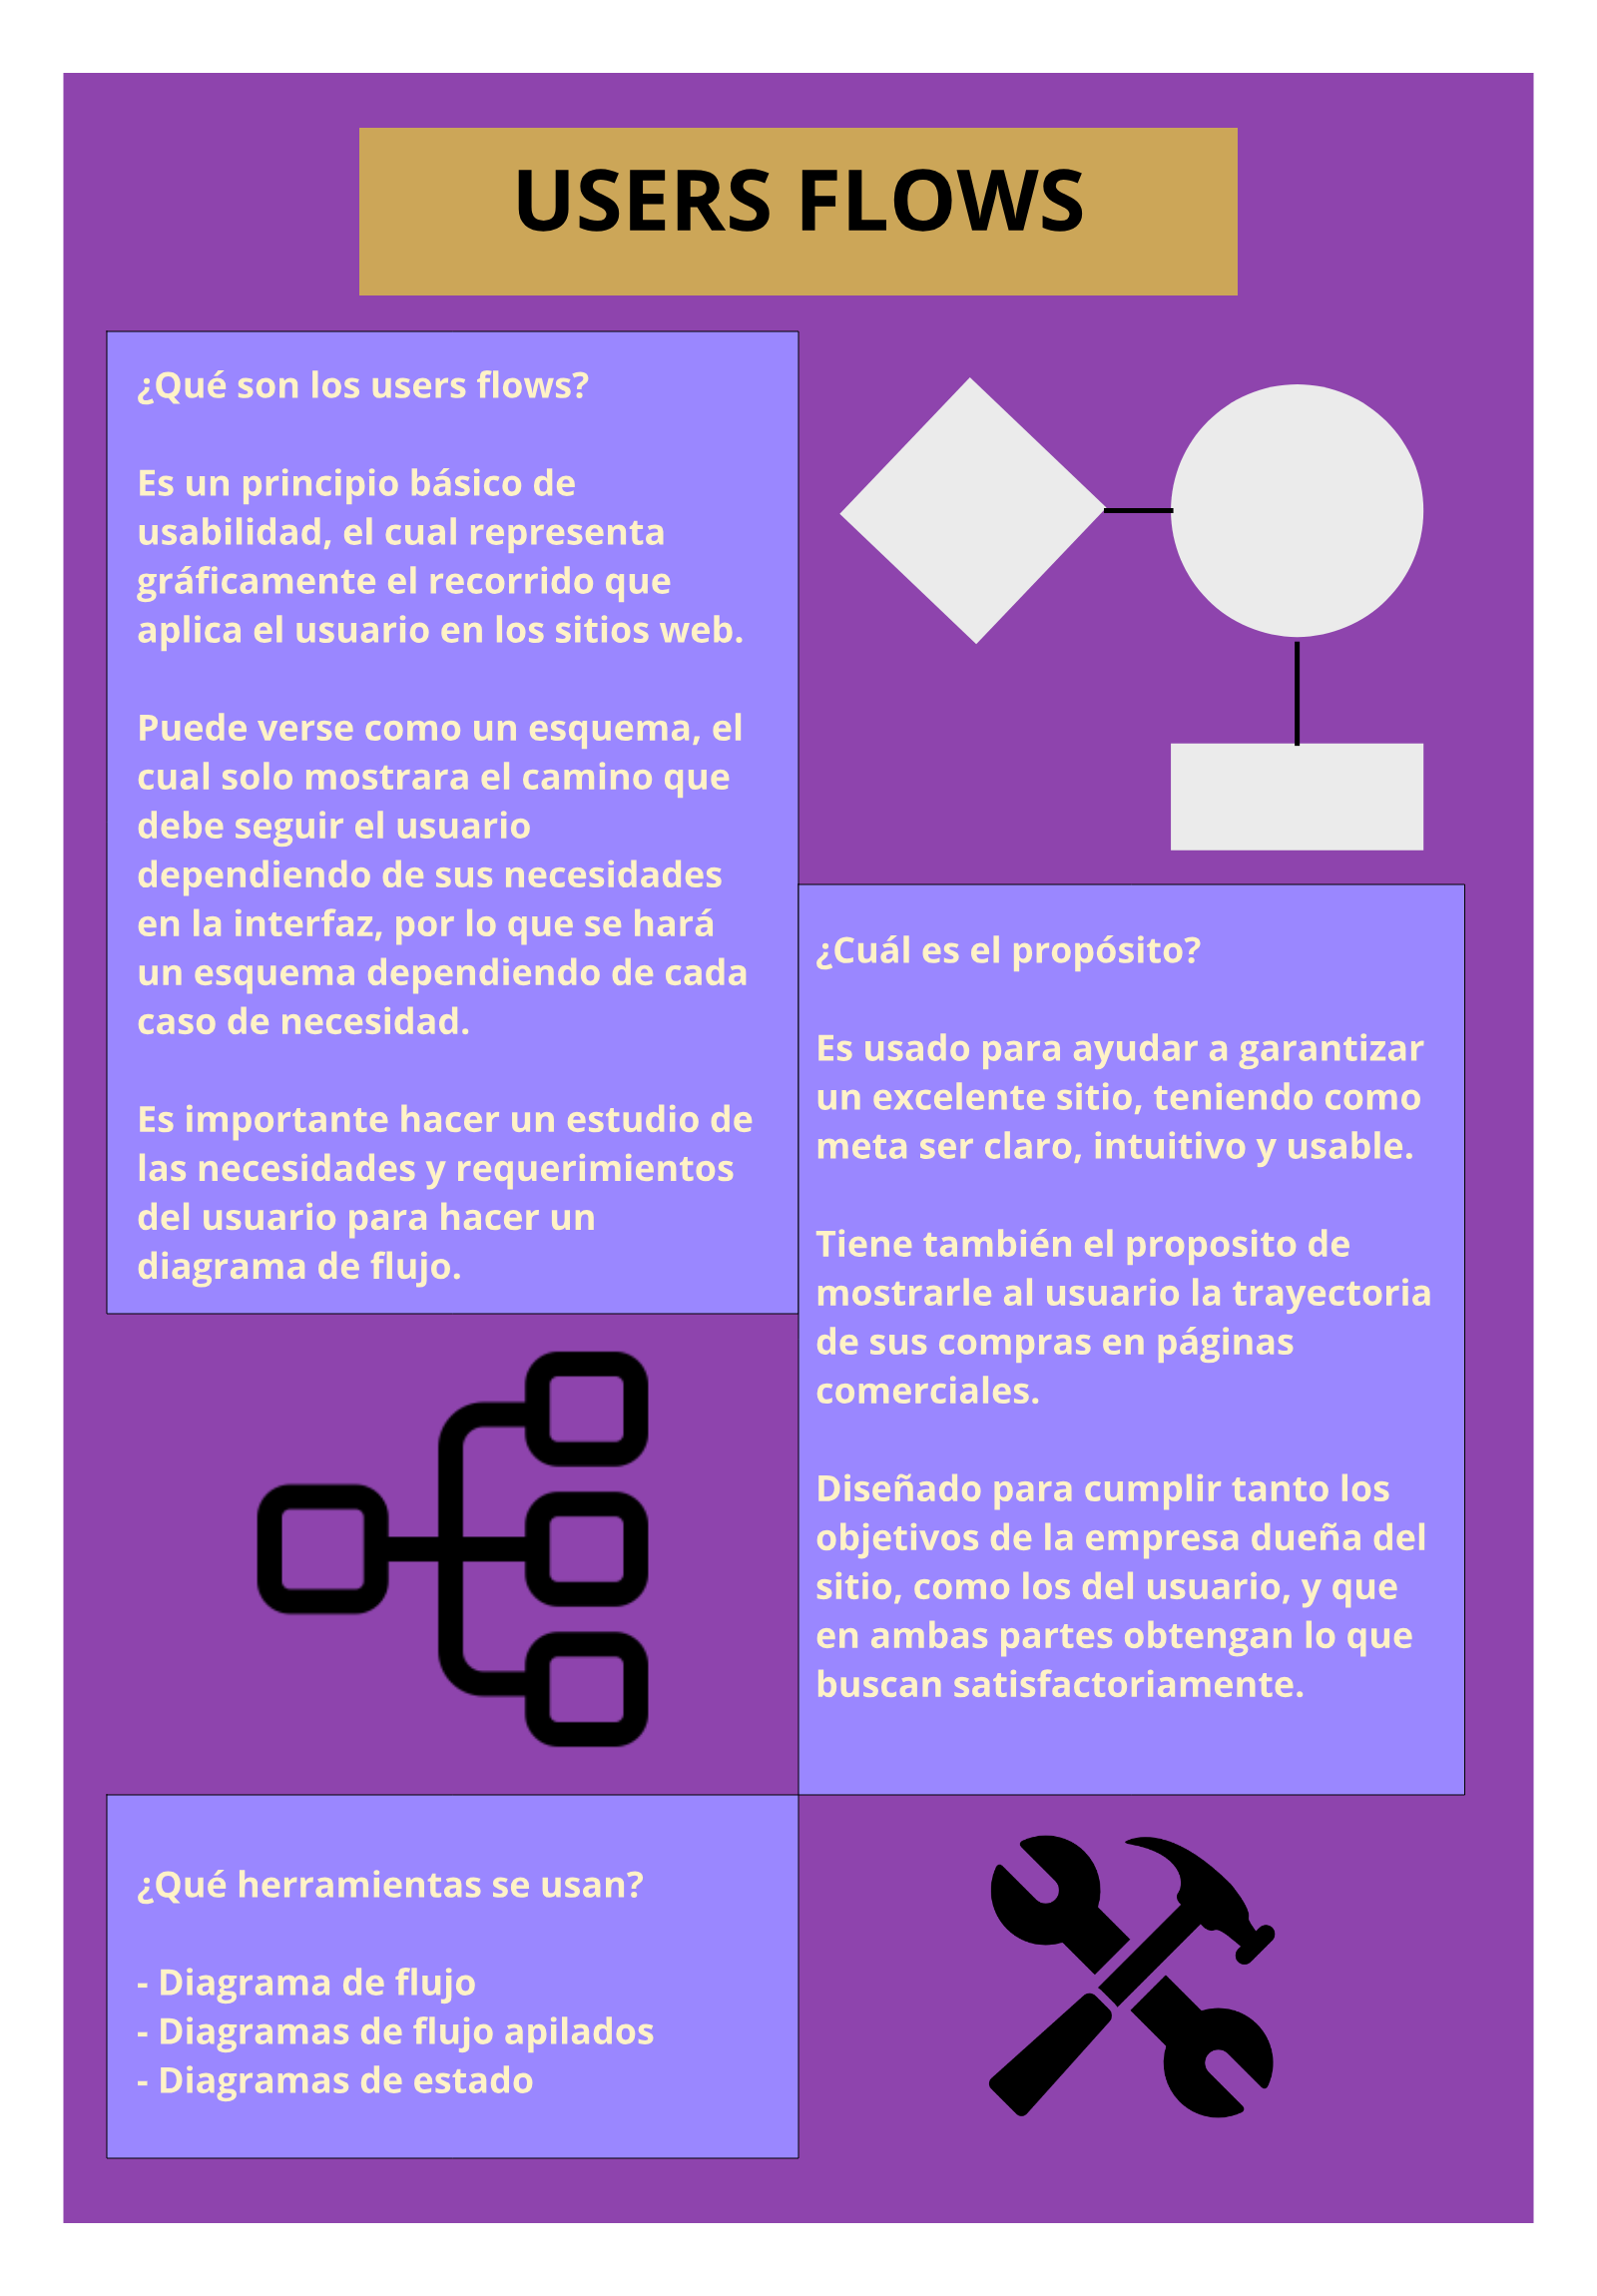 USERS FLOWS
¿Qué son los users flows?
Es un principio básico de
usabilidad, el cual representa
gráficamente el recorrido que
aplica el usuario en los sitios web.
Puede verse como un esquema, el
cual solo mostrara el camino que
debe seguir el usuario
dependiendo de sus necesidades
en la interfaz, por lo que se hará
un esquema dependiendo de cada
caso de necesidad.
Es importante hacer un estudio de
las necesidades y requerimientos
del usuario para hacer un
diagrama de flujo.
¿Cuál es el propósito?
Es usado para ayudar a garantizar
un excelente sitio, teniendo como
meta ser claro, intuitivo y usable.
Tiene también el proposito de
mostrarle al usuario la trayectoria
de sus compras en páginas
comerciales.
Diseñado para cumplir tanto los
objetivos de la empresa dueña del
sitio, como los del usuario, y que
en ambas partes obtengan lo que
buscan satisfactoriamente.
¿Qué herramientas se usan?
- Diagrama de flujo
- Diagramas de flujo apilados
- Diagramas de estado